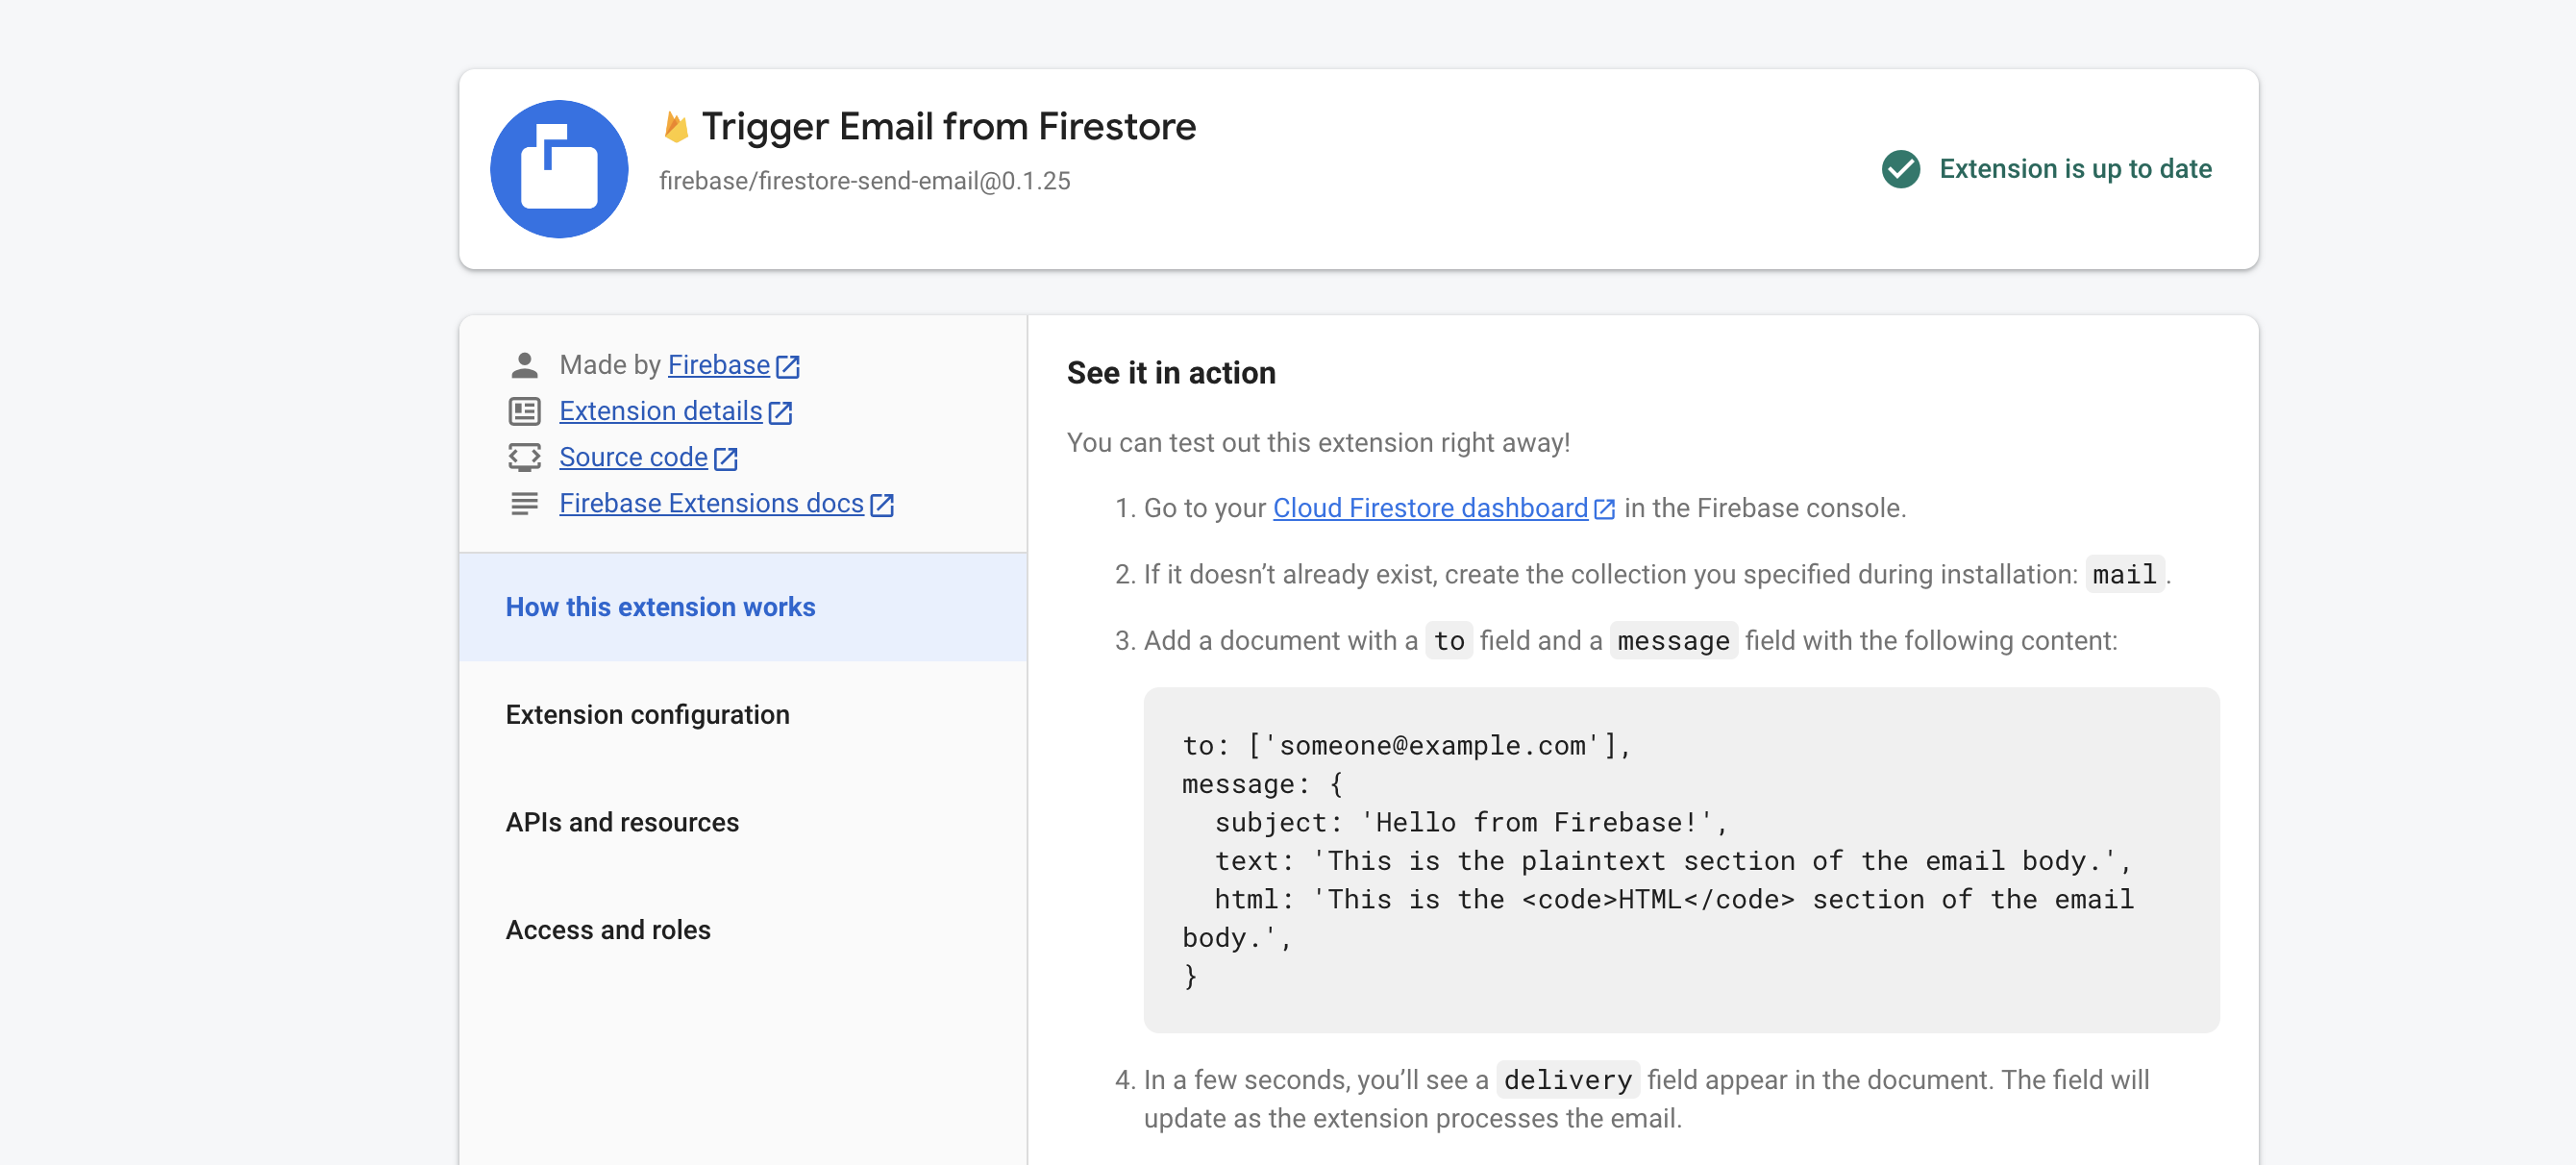 Trigger Email from Firestore
firebase/firestore-send-email@0.1.25
Extension is up to date
Made by Firebase
Extension details
Source code
Firebase Extensions docs
How this extension works
Extension configuration
APIs and resources
Access and roles
See it in action
You can test out this extension right away!
1. Go to your Cloud Firestore dashboard in the Firebase console.
2. If it doesn’t already exist, create the collection you specified during installation: mail.
3. Add a document with a to field and a message field with the following content:
to: ['someone@example.com'],
message: {
  subject: 'Hello from Firebase!',
  text: 'This is the plaintext section of the email body.',
  html: 'This is the <code>HTML</code> section of the email
body.',
}
4. In a few seconds, you’ll see a delivery field appear in the document. The field will
update as the extension processes the email.